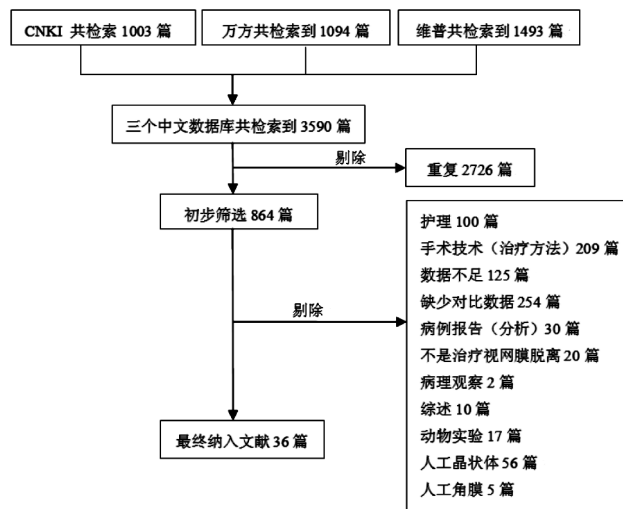 CNKI 共检索 1003 篇
万方共检索到 1094 篇
维普共检索到 1493 篇
三个中文数据库共检索到 3590 篇
剔除
重复 2726 篇
初步筛选 864 篇
剔除
护理 100 篇
手术技术（治疗方法）209 篇
数据不足 125 篇
缺少对比数据 254 篇
病例报告（分析）30 篇
不是治疗视网膜脱离 20 篇
病理观察 2 篇
综述 10 篇
动物实验 17 篇
人工晶状体 56 篇
人工角膜 5 篇
最终纳入文献 36 篇